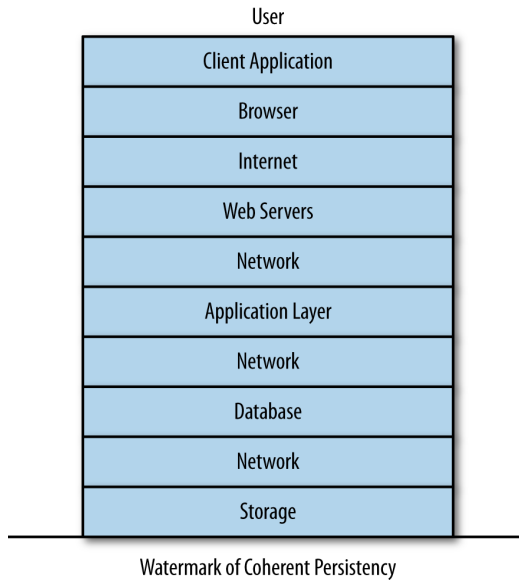 User
Client Application
Browser
Internet
Web Servers
Network
Application Layer
Network
Database
Network
Storage
Watermark of Coherent Persistency